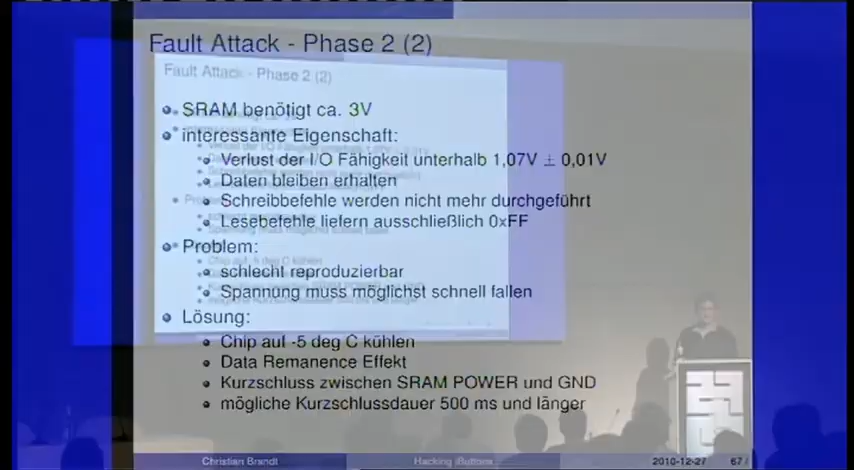 Fault Attack - Phase 2 (2)
Fault Attack - Phase 2 (2)
SRAM benötigt ca. 3V
interessante Eigenschaft:
Verlust der I/O Fähigkeit unterhalb 1,07V ± 0,01V
Daten bleiben erhalten
Schreibbefehle werden nicht mehr durchgeführt
Lesebefehle liefern ausschließlich 0xFF
Problem:
schlecht reproduzierbar
Spannung muss möglichst schnell fallen
Lösung:
Chip auf -5 deg C kühlen
Data Remanence Effekt
Kurzschluss zwischen SRAM POWER und GND
mögliche Kurzschlussdauer 500 ms und länger
Christian Brandt Hacking iButtons 2010-12-27 67 /